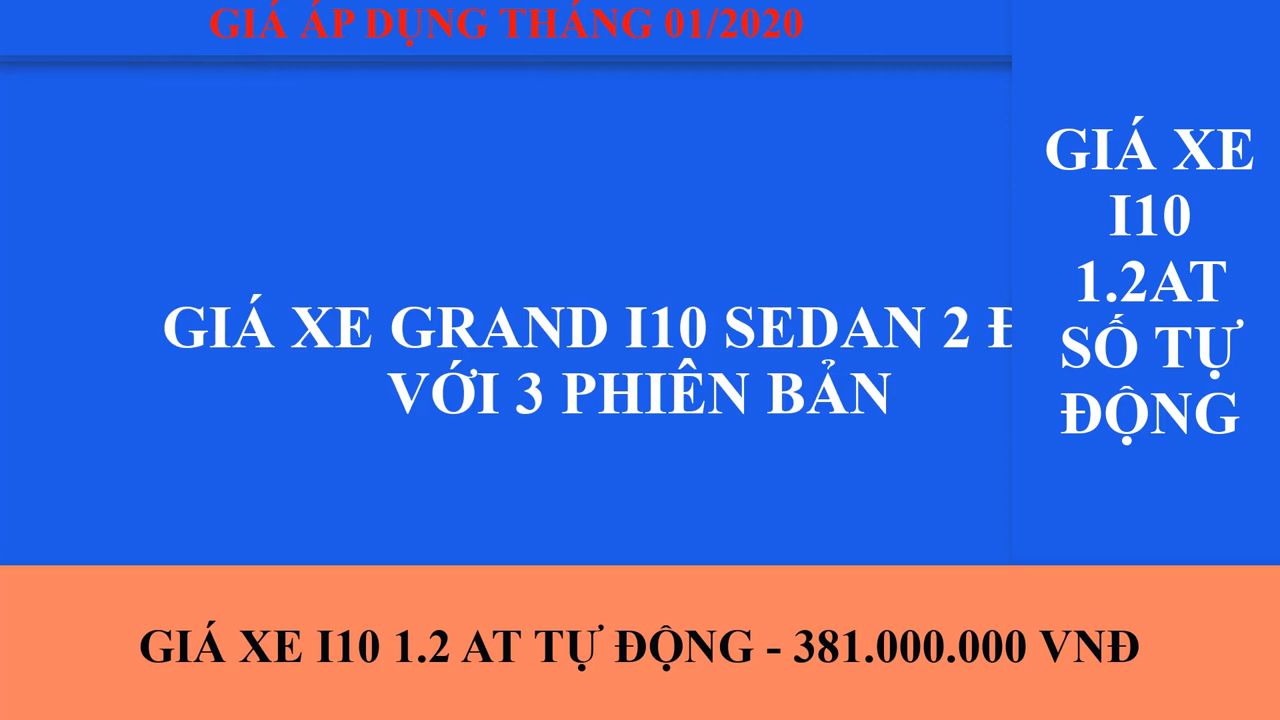 GIÁ ÁP DỤNG THÁNG 01/2020
GIÁ XE GRAND I10 SEDAN 2 Đ
VỚI 3 PHIÊN BẢN
GIÁ XE
I10
1.2AT
SỐ TỰ
ĐỘNG
GIÁ XE I10 1.2 AT TỰ ĐỘNG - 381.000.000 VNĐ